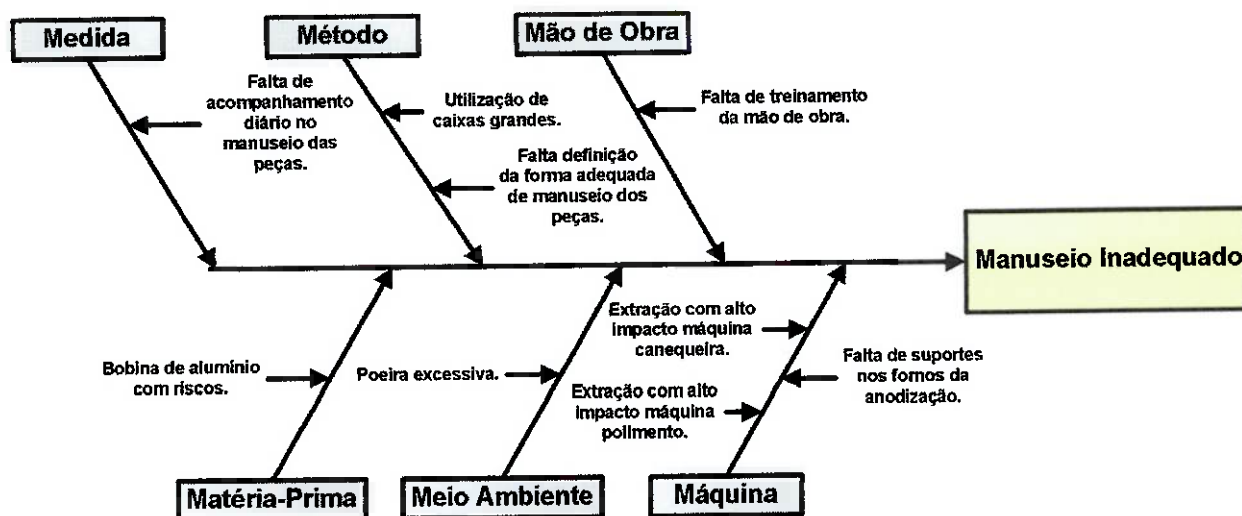 Medida
Método
Mão de Obra
Falta de
acompanhamento
diário no
manuseio das
peças.
Utilização de
caixas grandes.
Falta definição
da forma adequada
de manuseio dos
peças.
Falta de treinamento
da mão de obra.
Manuseio Inadequado
Bobina de alumínio
com riscos.
Poeira excessiva.
Extração com alto
impacto máquina
canequeira.
Extração com alto
impacto máquina
polimento.
Falta de suportes
nos fornos da
anodização.
Matéria-Prima
Meio Ambiente
Máquina